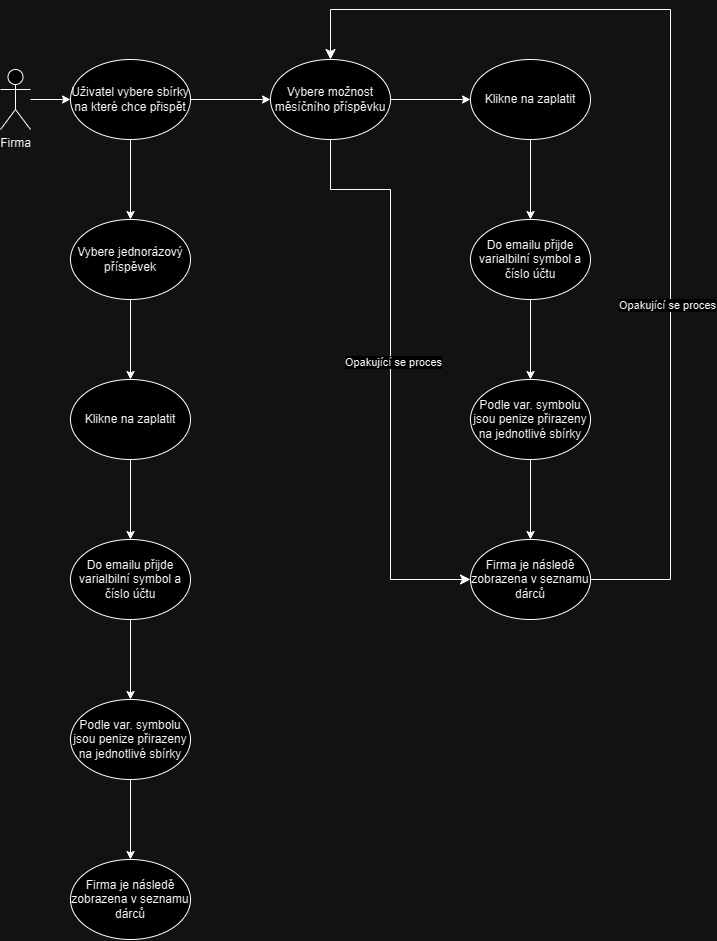 Firma
Uživatel vybere sbírky
na které chce přispět
Vybere možnost
měsíčního příspěvku
Klikne na zaplatit
Vybere jednorázový
příspěvek
Do emailu přijde
varialbilní symbol a
číslo účtu
Opakující se proces
Opakující se proces
Klikne na zaplatit
Podle var. symbolu
jsou penize přirazeny
na jednotlivé sbírky
Do emailu přijde
varialbilní symbol a
číslo účtu
Firma je následě
zobrazena v seznamu
dárců
Podle var. symbolu
jsou penize přirazeny
na jednotlivé sbírky
Firma je následě
zobrazena v seznamu
dárců